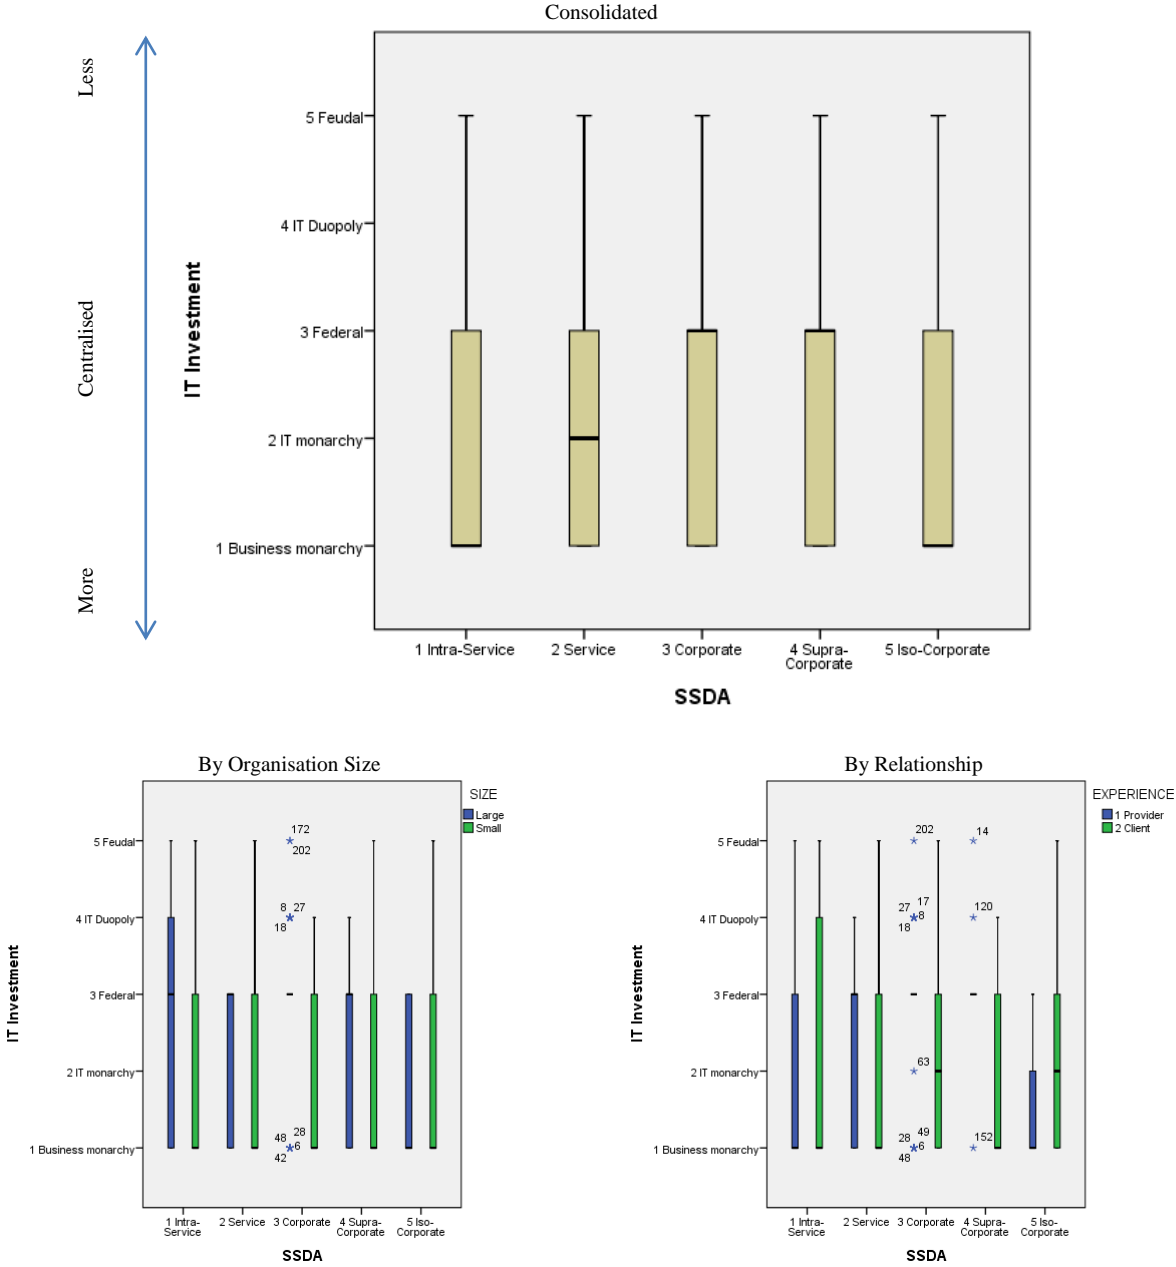 Consolidated
Less
Centralised
More
IT Investment
5 Feudal
4 IT Duopoly
3 Federal
2 IT monarchy
1 Business monarchy
1 Intra-Service
2 Service
3 Corporate
4 Supra-
Corporate
5 Iso-Corporate
SSDA
By Organisation Size
SIZE
Large
Small
IT Investment
5 Feudal
4 IT Duopoly
3 Federal
2 IT monarchy
1 Business monarchy
172
202
8 27
18
48 28
6
42
1 Intra-
Service
2 Service
3 Corporate
4 Supra-
Corporate
5 Iso-
Corporate
SSDA
By Relationship
EXPERIENCE
1 Provider
2 Client
IT Investment
5 Feudal
4 IT Duopoly
3 Federal
2 IT monarchy
1 Business monarchy
202
14
27 17
8
18
120
63
28 49
6
48
152
1 Intra-
Service
2 Service
3 Corporate
4 Supra-
Corporate
5 Iso-
Corporate
SSDA